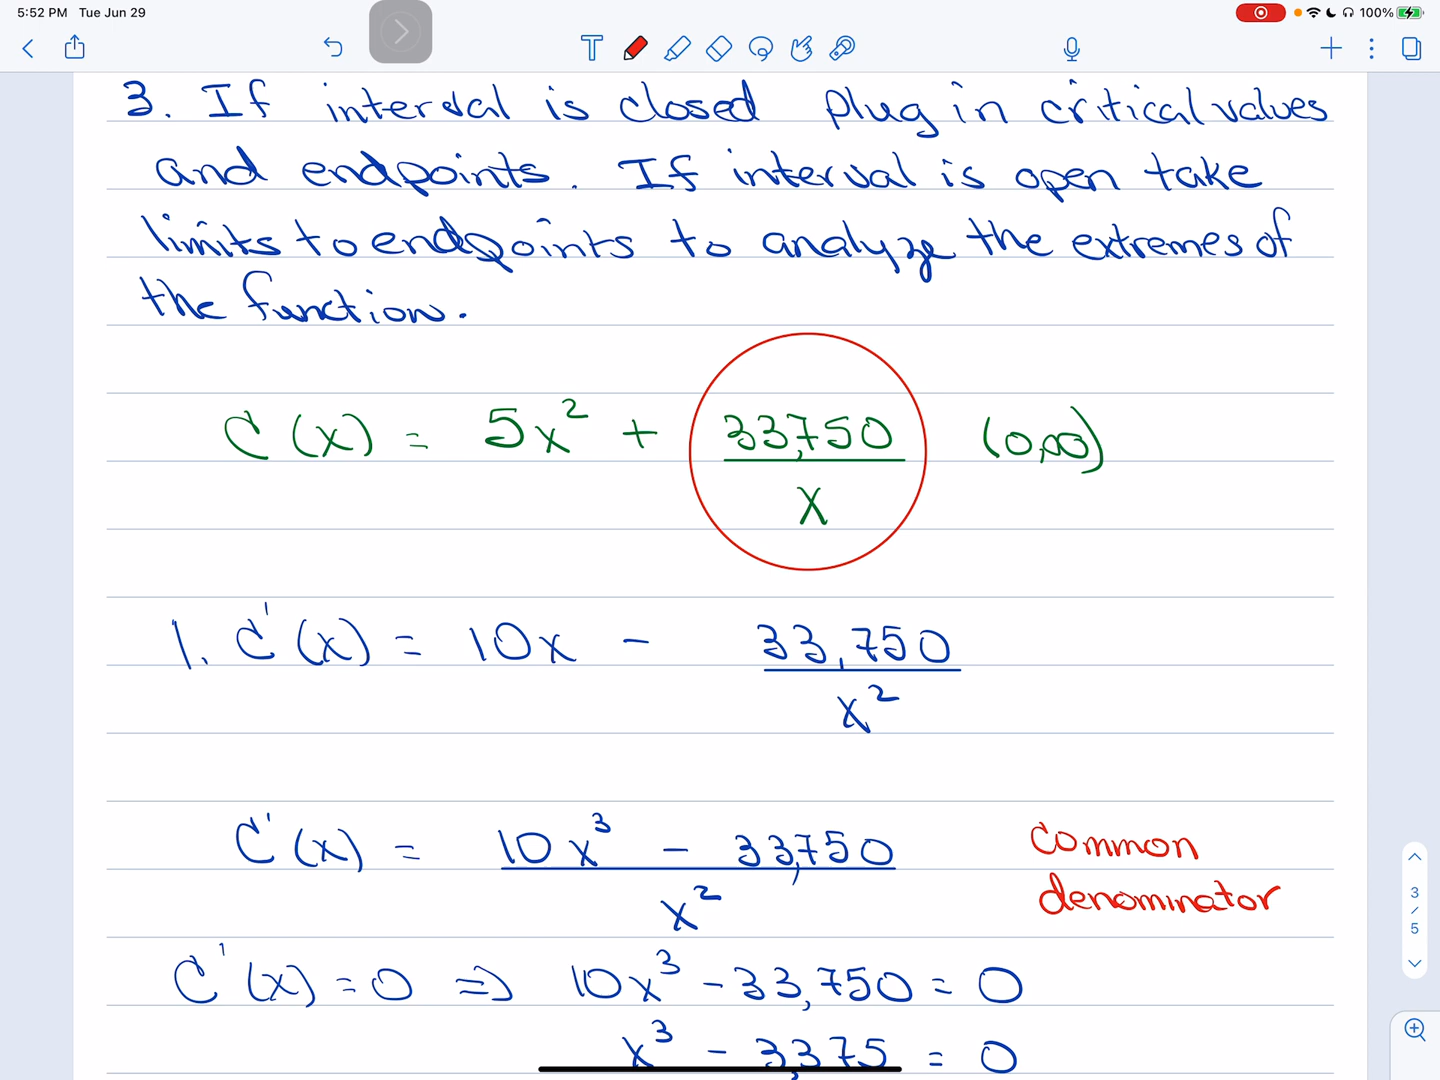 5:52 PM Tue Jun 29
100%
T
3. If interval is closed plug in critical values
and endpoints. If interval is open take
limits to endpoints to analyze the extremes of
the function.
C(x) = 5x² + 33,750 / x (0,∞)
1. C'(x) = 10x - 33,750 / x²
C'(x) = 10x³ - 33,750 / x²
common
denominator
C'(x) = 0 => 10x³ - 33,750 = 0
x³ - 3,375 = 0
3
/
5